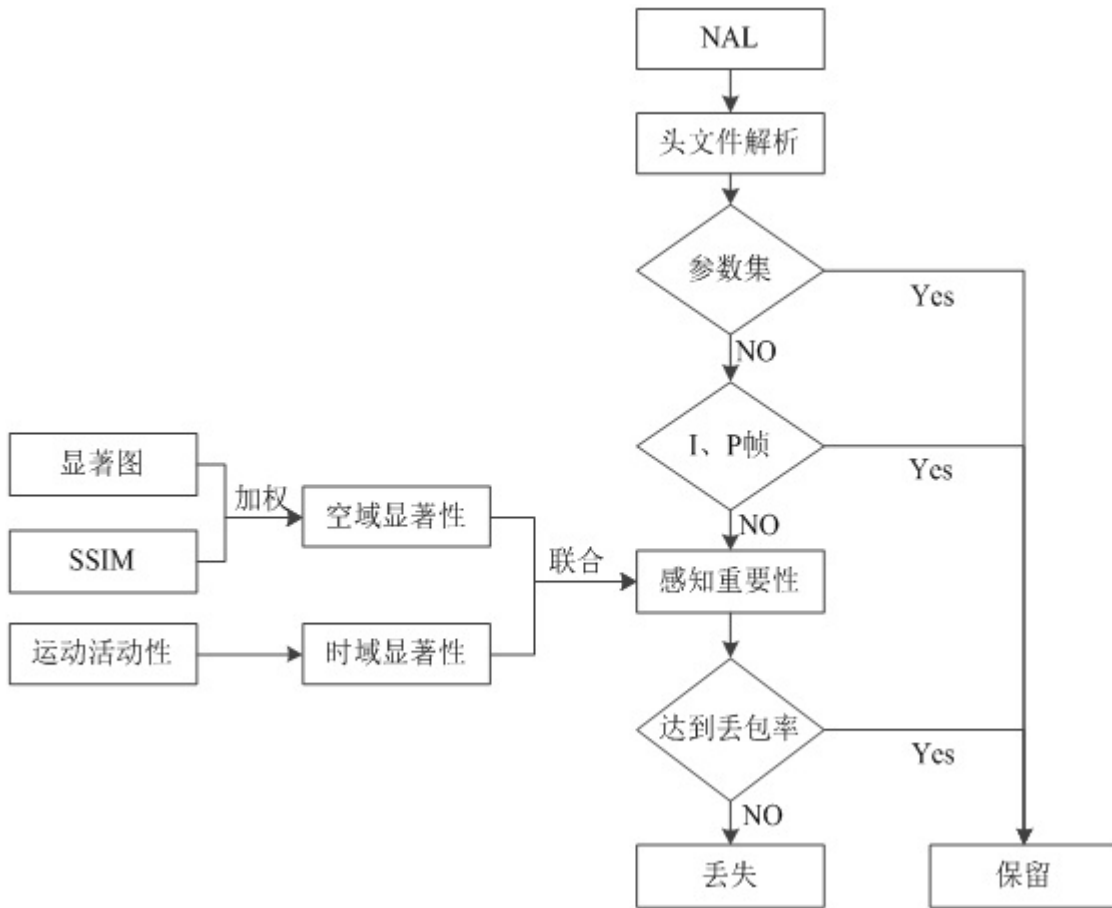 NAL
头文件解析
参数集
Yes
NO
I、P帧
Yes
NO
显著图
加权
空域显著性
SSIM
联合
感知重要性
运动活动性
时域显著性
达到丢包率
Yes
NO
丢失
保留